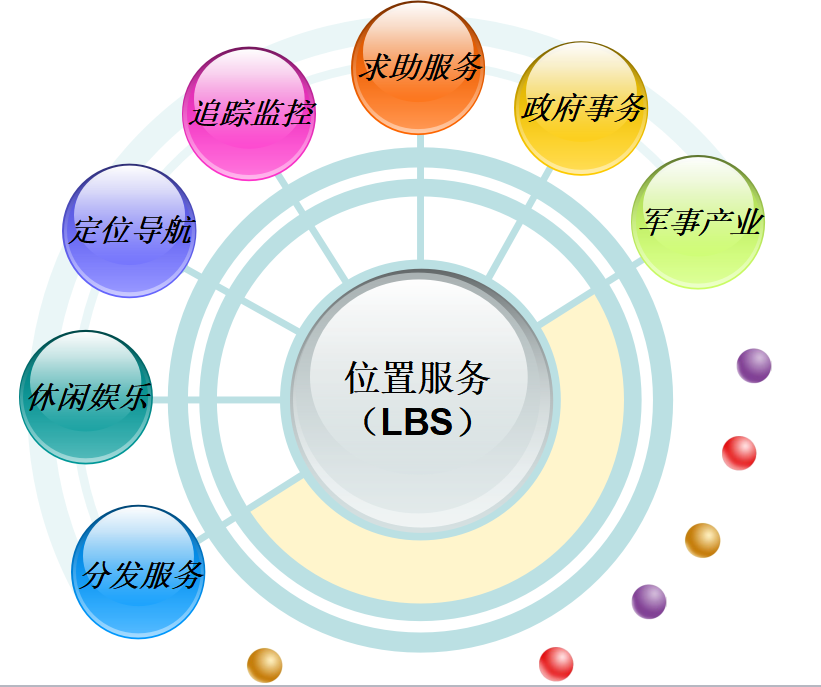 求助服务
政府事务
追踪监控
军事产业
定位导航
位置服务
（LBS）
休闲娱乐
分发服务